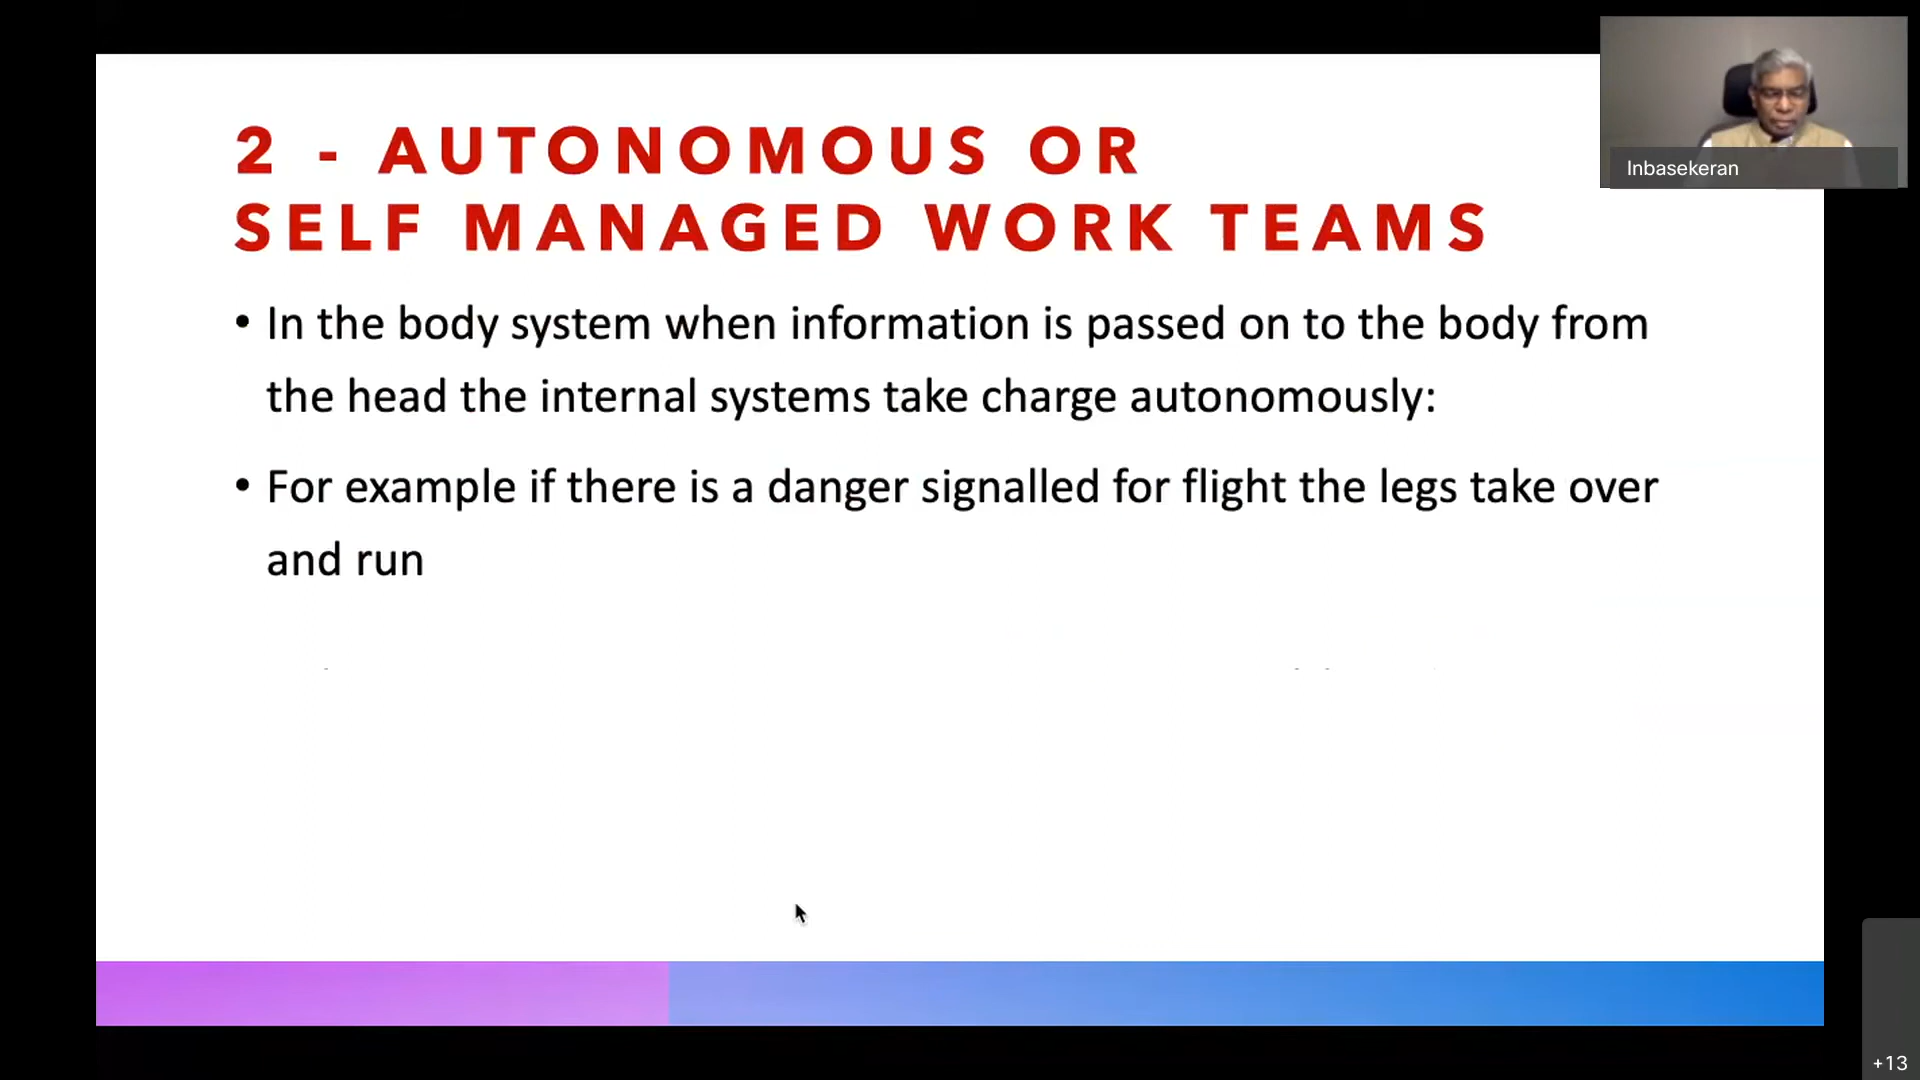 2 - AUTONOMOUS OR
SELF MANAGED WORK TEAMS
• In the body system when information is passed on to the body from
the head the internal systems take charge autonomously:
• For example if there is a danger signalled for flight the legs take over
and run
Inbasekeran
+13